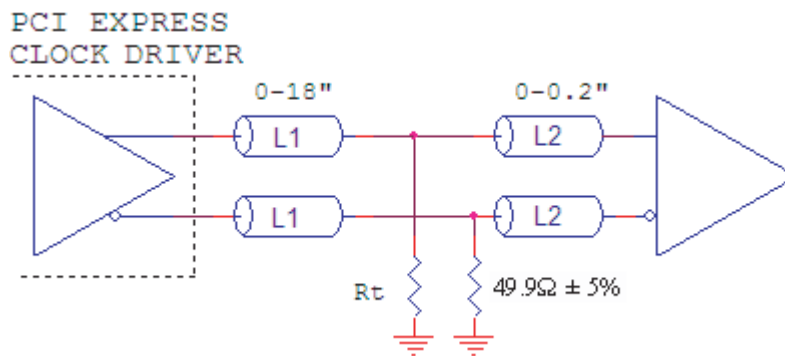 PCI EXPRESS
CLOCK DRIVER
0-18"
0-0.2"
L1
L2
L1
L2
Rt
49.9Ω ± 5%